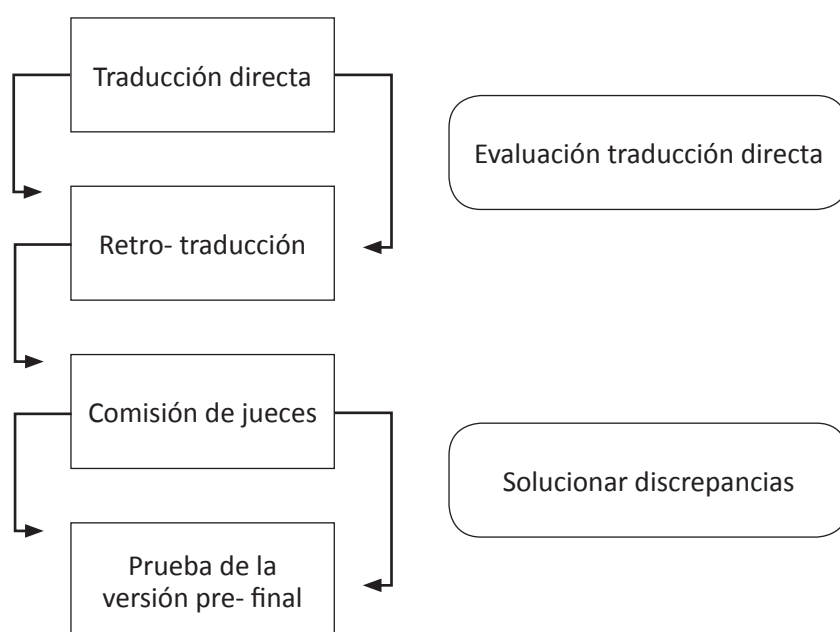 Traducción directa
Evaluación traducción directa
Retro- traducción
Comisión de jueces
Solucionar discrepancias
Prueba de la
versión pre- final